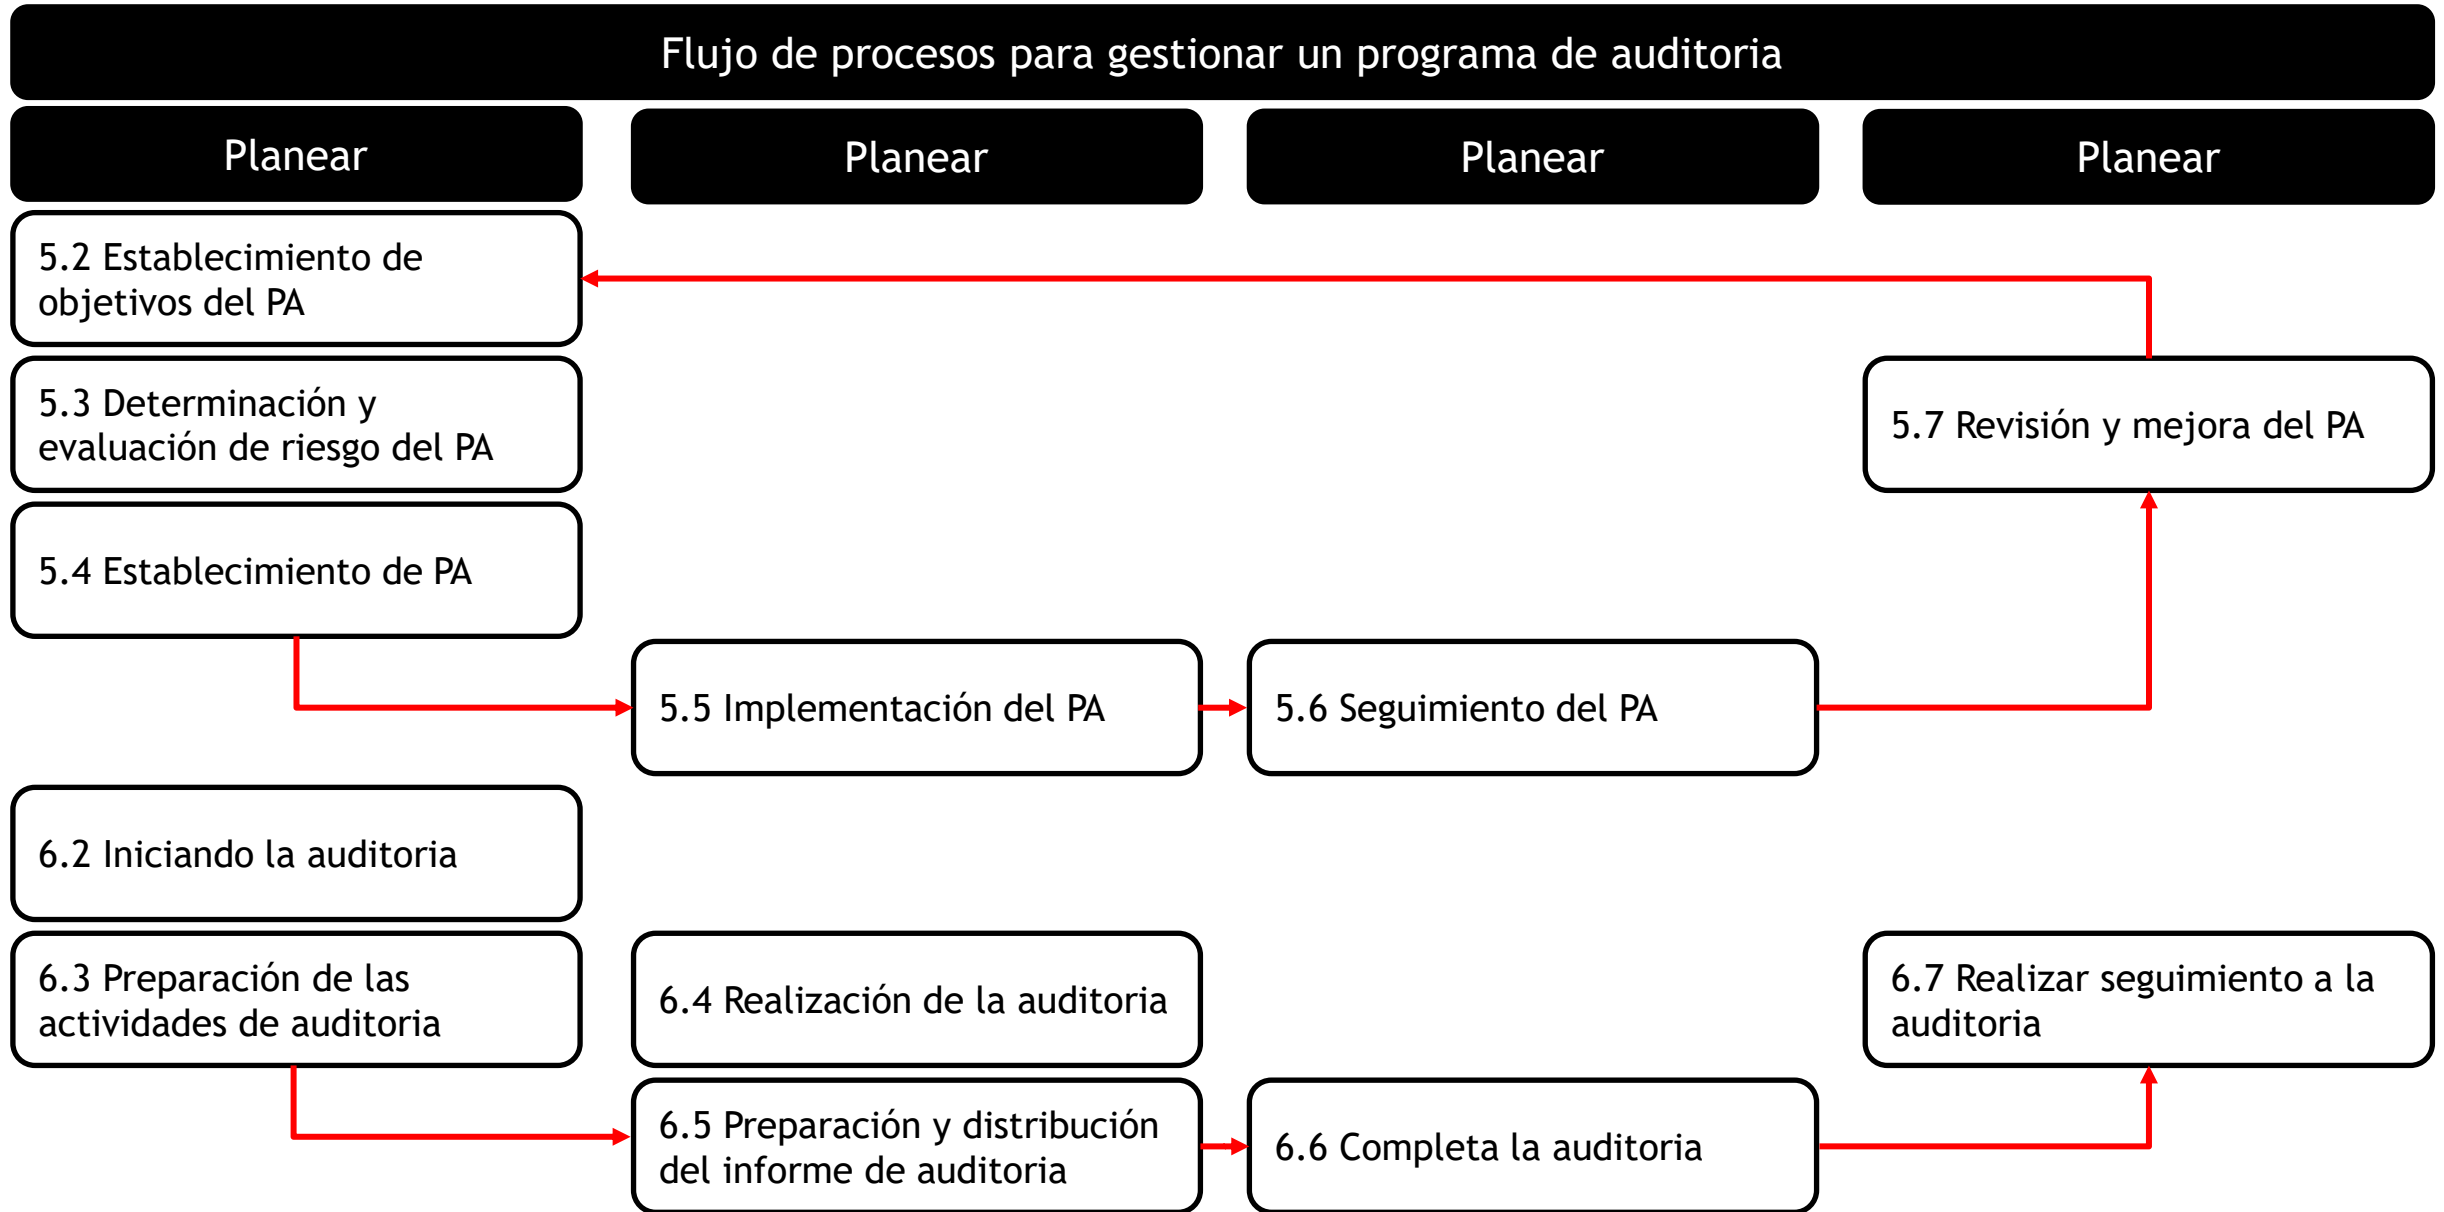 Flujo de procesos para gestionar un programa de auditoria
Planear
Planear
Planear
Planear
5.2 Establecimiento de
objetivos del PA
5.3 Determinación y
evaluación de riesgo del PA
5.7 Revisión y mejora del PA
5.4 Establecimiento de PA
5.5 Implementación del PA
5.6 Seguimiento del PA
6.2 Iniciando la auditoria
6.3 Preparación de las
actividades de auditoria
6.4 Realización de la auditoria
6.7 Realizar seguimiento a la
auditoria
6.5 Preparación y distribución
del informe de auditoria
6.6 Completa la auditoria